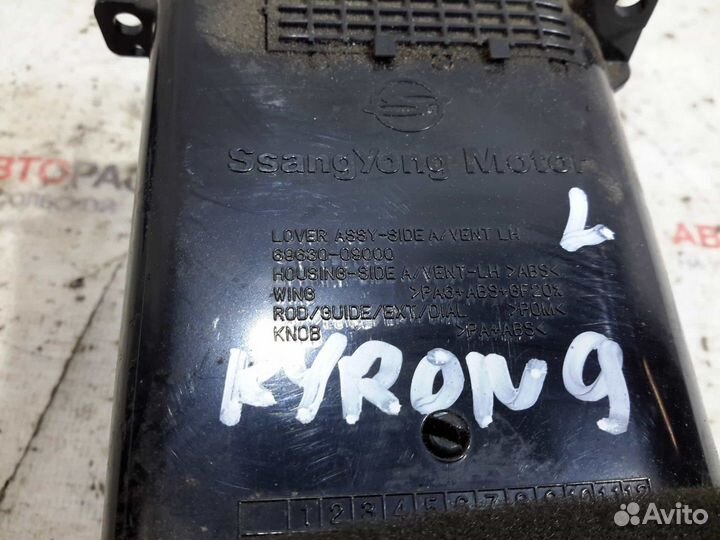 SsangYong Motor
L
LOVER ASSY-SIDE A/VENT LH
69630-09000
HOUSING-SIDE A/VENT-LH >ABS<
WING >PA6+ABS+GF20%
ROD/GUIDE/EXT/DIAL >POM<
KNOB >PA+ABS<
KYRON 9
1 2 3 4 5 6 7 8 9 10 11 12
Avito